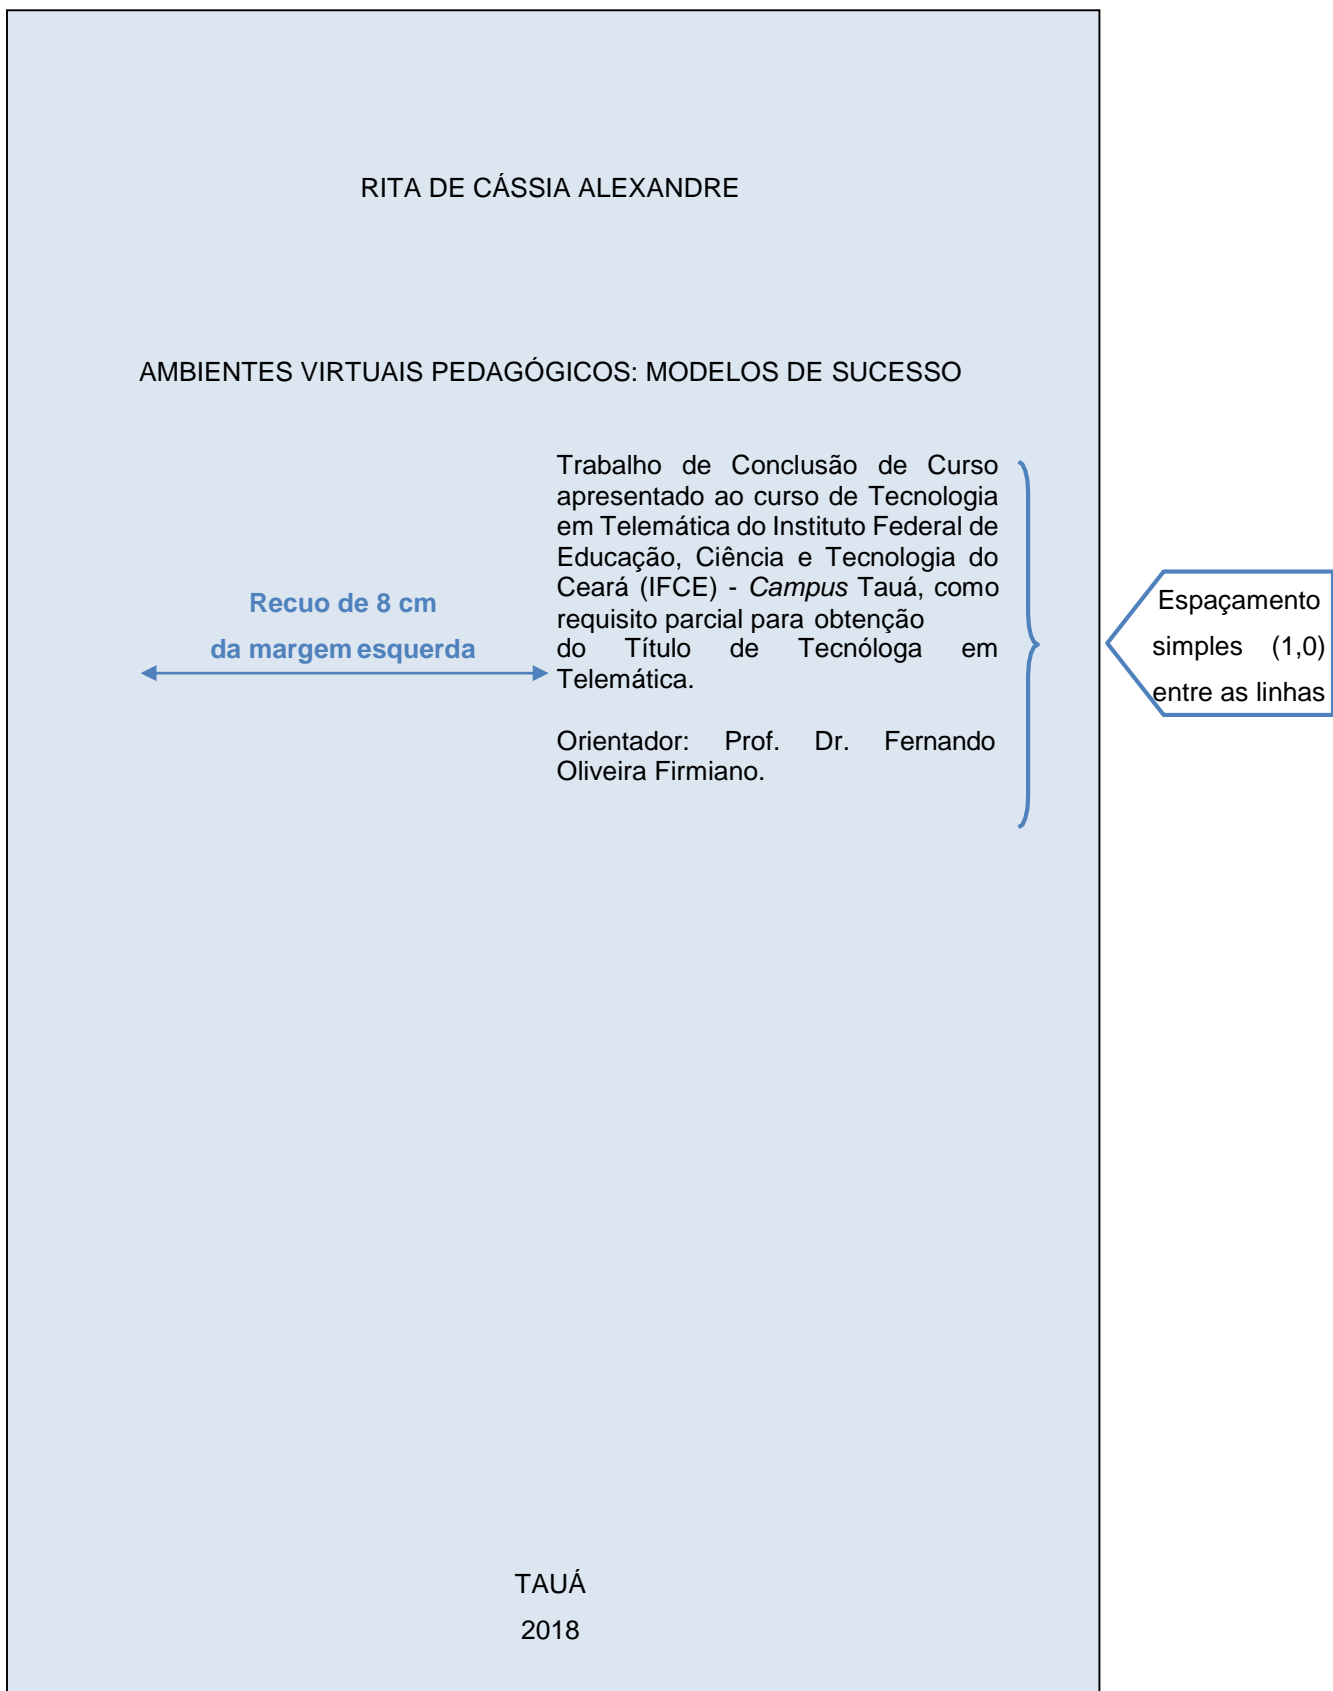 RITA DE CÁSSIA ALEXANDRE
AMBIENTES VIRTUAIS PEDAGÓGICOS: MODELOS DE SUCESSO
Trabalho de Conclusão de Curso
apresentado ao curso de Tecnologia
em Telemática do Instituto Federal de
Educação, Ciência e Tecnologia do
Ceará (IFCE) - Campus Tauá, como
requisito parcial para obtenção
do Título de Tecnóloga em
Telemática.
Orientador: Prof. Dr. Fernando
Oliveira Firmiano.
Recuo de 8 cm
da margem esquerda
Espaçamento
simples (1,0)
entre as linhas
TAUÁ
2018